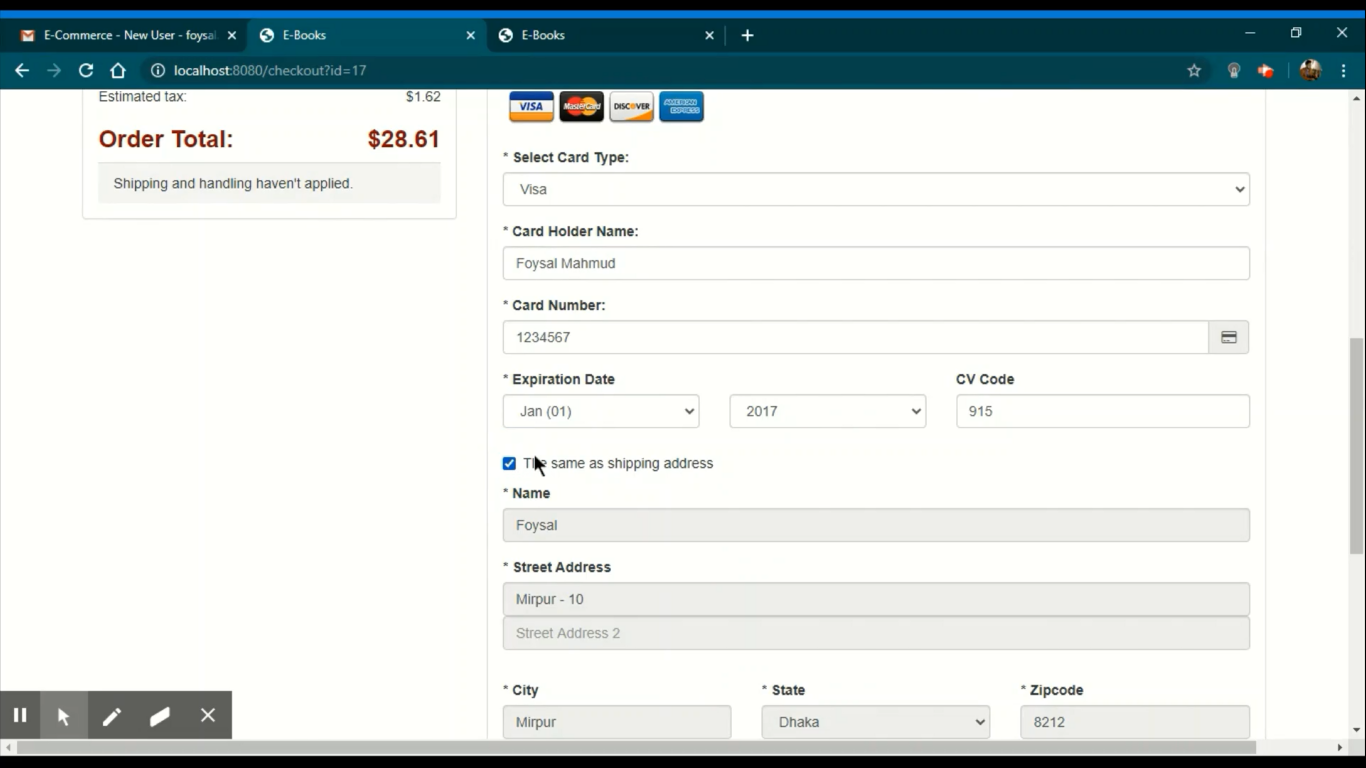 E-Commerce - New User - foysa
E-Books
E-Books
localhost:8080/checkout?id=17
Estimated tax: $1.62
Order Total: $28.61
Shipping and handling haven't applied.
VISA MasterCard DISCOVER AMERICAN EXPRESS
* Select Card Type:
Visa
* Card Holder Name:
Foysal Mahmud
* Card Number:
1234567
* Expiration Date CV Code
Jan (01) 2017 915
The same as shipping address
* Name
Foysal
* Street Address
Mirpur - 10
Street Address 2
* City * State * Zipcode
Mirpur Dhaka 8212